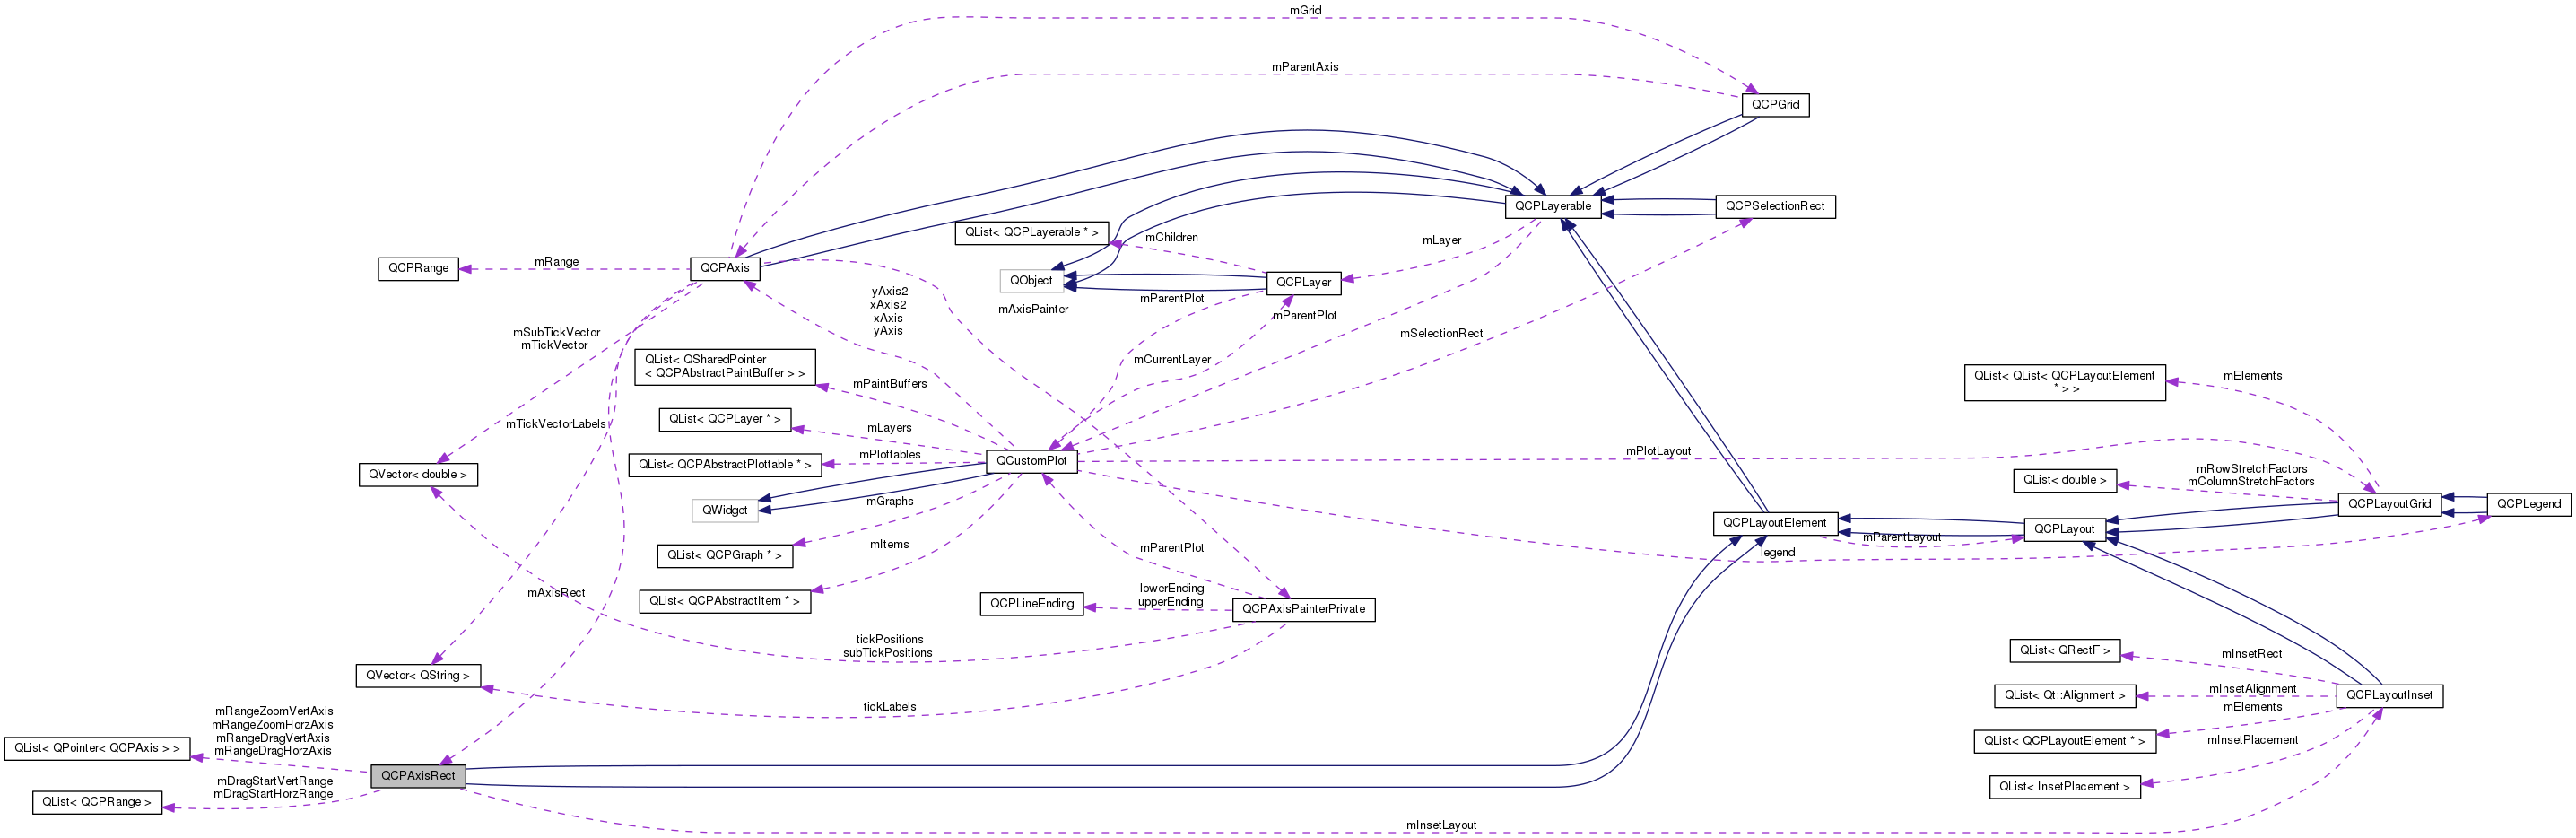 mGrid
mParentAxis
QCPGrid
QCPLayerable
QCPSelectionRect
QList< QCPLayerable * >
mChildren
mLayer
QCPRange
mRange
QCPAxis
QObject
QCPLayer
mAxisPainter
mParentPlot
mParentPlot
yAxis2
xAxis2
xAxis
yAxis
mSubTickVector
mTickVector
mSelectionRect
QList< QSharedPointer
< QCPAbstractPaintBuffer > >
mPaintBuffers
mCurrentLayer
QList< QList< QCPLayoutElement
* > >
mElements
QList< QCPLayer * >
mLayers
mTickVectorLabels
QList< QCPAbstractPlottable * >
mPlottables
QCustomPlot
mPlotLayout
QVector< double >
QList< double >
mRowStretchFactors
mColumnStretchFactors
QCPLayoutGrid
QCPLegend
QWidget
mGraphs
QCPLayoutElement
QCPLayout
mParentLayout
legend
QList< QCPGraph * >
mItems
mParentPlot
mAxisRect
QList< QCPAbstractItem * >
QCPLineEnding
lowerEnding
upperEnding
QCPAxisPainterPrivate
tickPositions
subTickPositions
QList< QRectF >
mInsetRect
QVector< QString >
tickLabels
QList< Qt::Alignment >
mInsetAlignment
QCPLayoutInset
mElements
QList< QCPLayoutElement * >
mInsetPlacement
QList< InsetPlacement >
mRangeZoomVertAxis
mRangeZoomHorzAxis
mRangeDragVertAxis
mRangeDragHorzAxis
QList< QPointer< QCPAxis > >
QCPAxisRect
mDragStartVertRange
mDragStartHorzRange
QList< QCPRange >
mInsetLayout